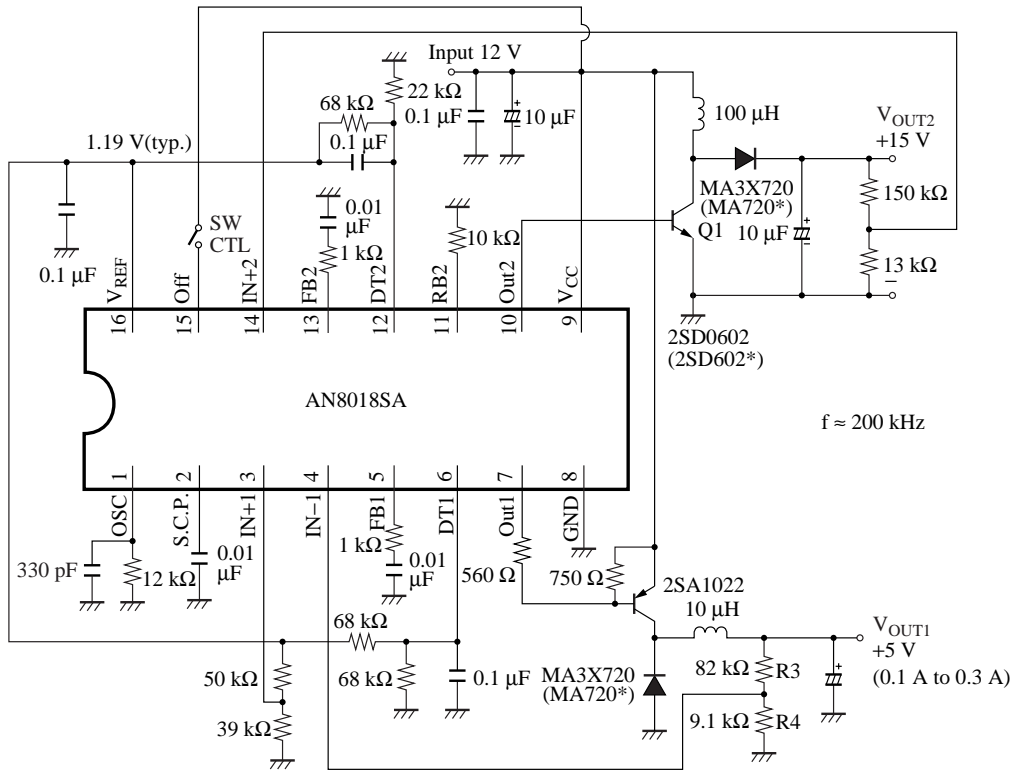 Input 12 V
22 kΩ
68 kΩ
0.1 µF
0.1 µF
10 µF
100 µH
VOUT2
+15 V
1.19 V(typ.)
MA3X720
(MA720*)
150 kΩ
0.01
µF
SW
CTL
1 kΩ
10 kΩ
Q1
10 µF
13 kΩ
0.1 µF
VREF
Off
IN+2
FB2
DT2
RB2
Out2
VCC
−
+
16
15
14
13
12
11
10
9
2SD0602
(2SD602*)
AN8018SA
f ≈ 200 kHz
1
2
3
4
5
6
7
8
OSC
S.C.P.
IN+1
IN−1
FB1
DT1
Out1
GND
330 pF
12 kΩ
0.01
µF
1 kΩ
0.01
µF
560 Ω
750 Ω
2SA1022
10 µH
VOUT1
+5 V
(0.1 A to 0.3 A)
68 kΩ
50 kΩ
68 kΩ
0.1 µF
MA3X720
(MA720*)
82 kΩ
R3
39 kΩ
9.1 kΩ
R4